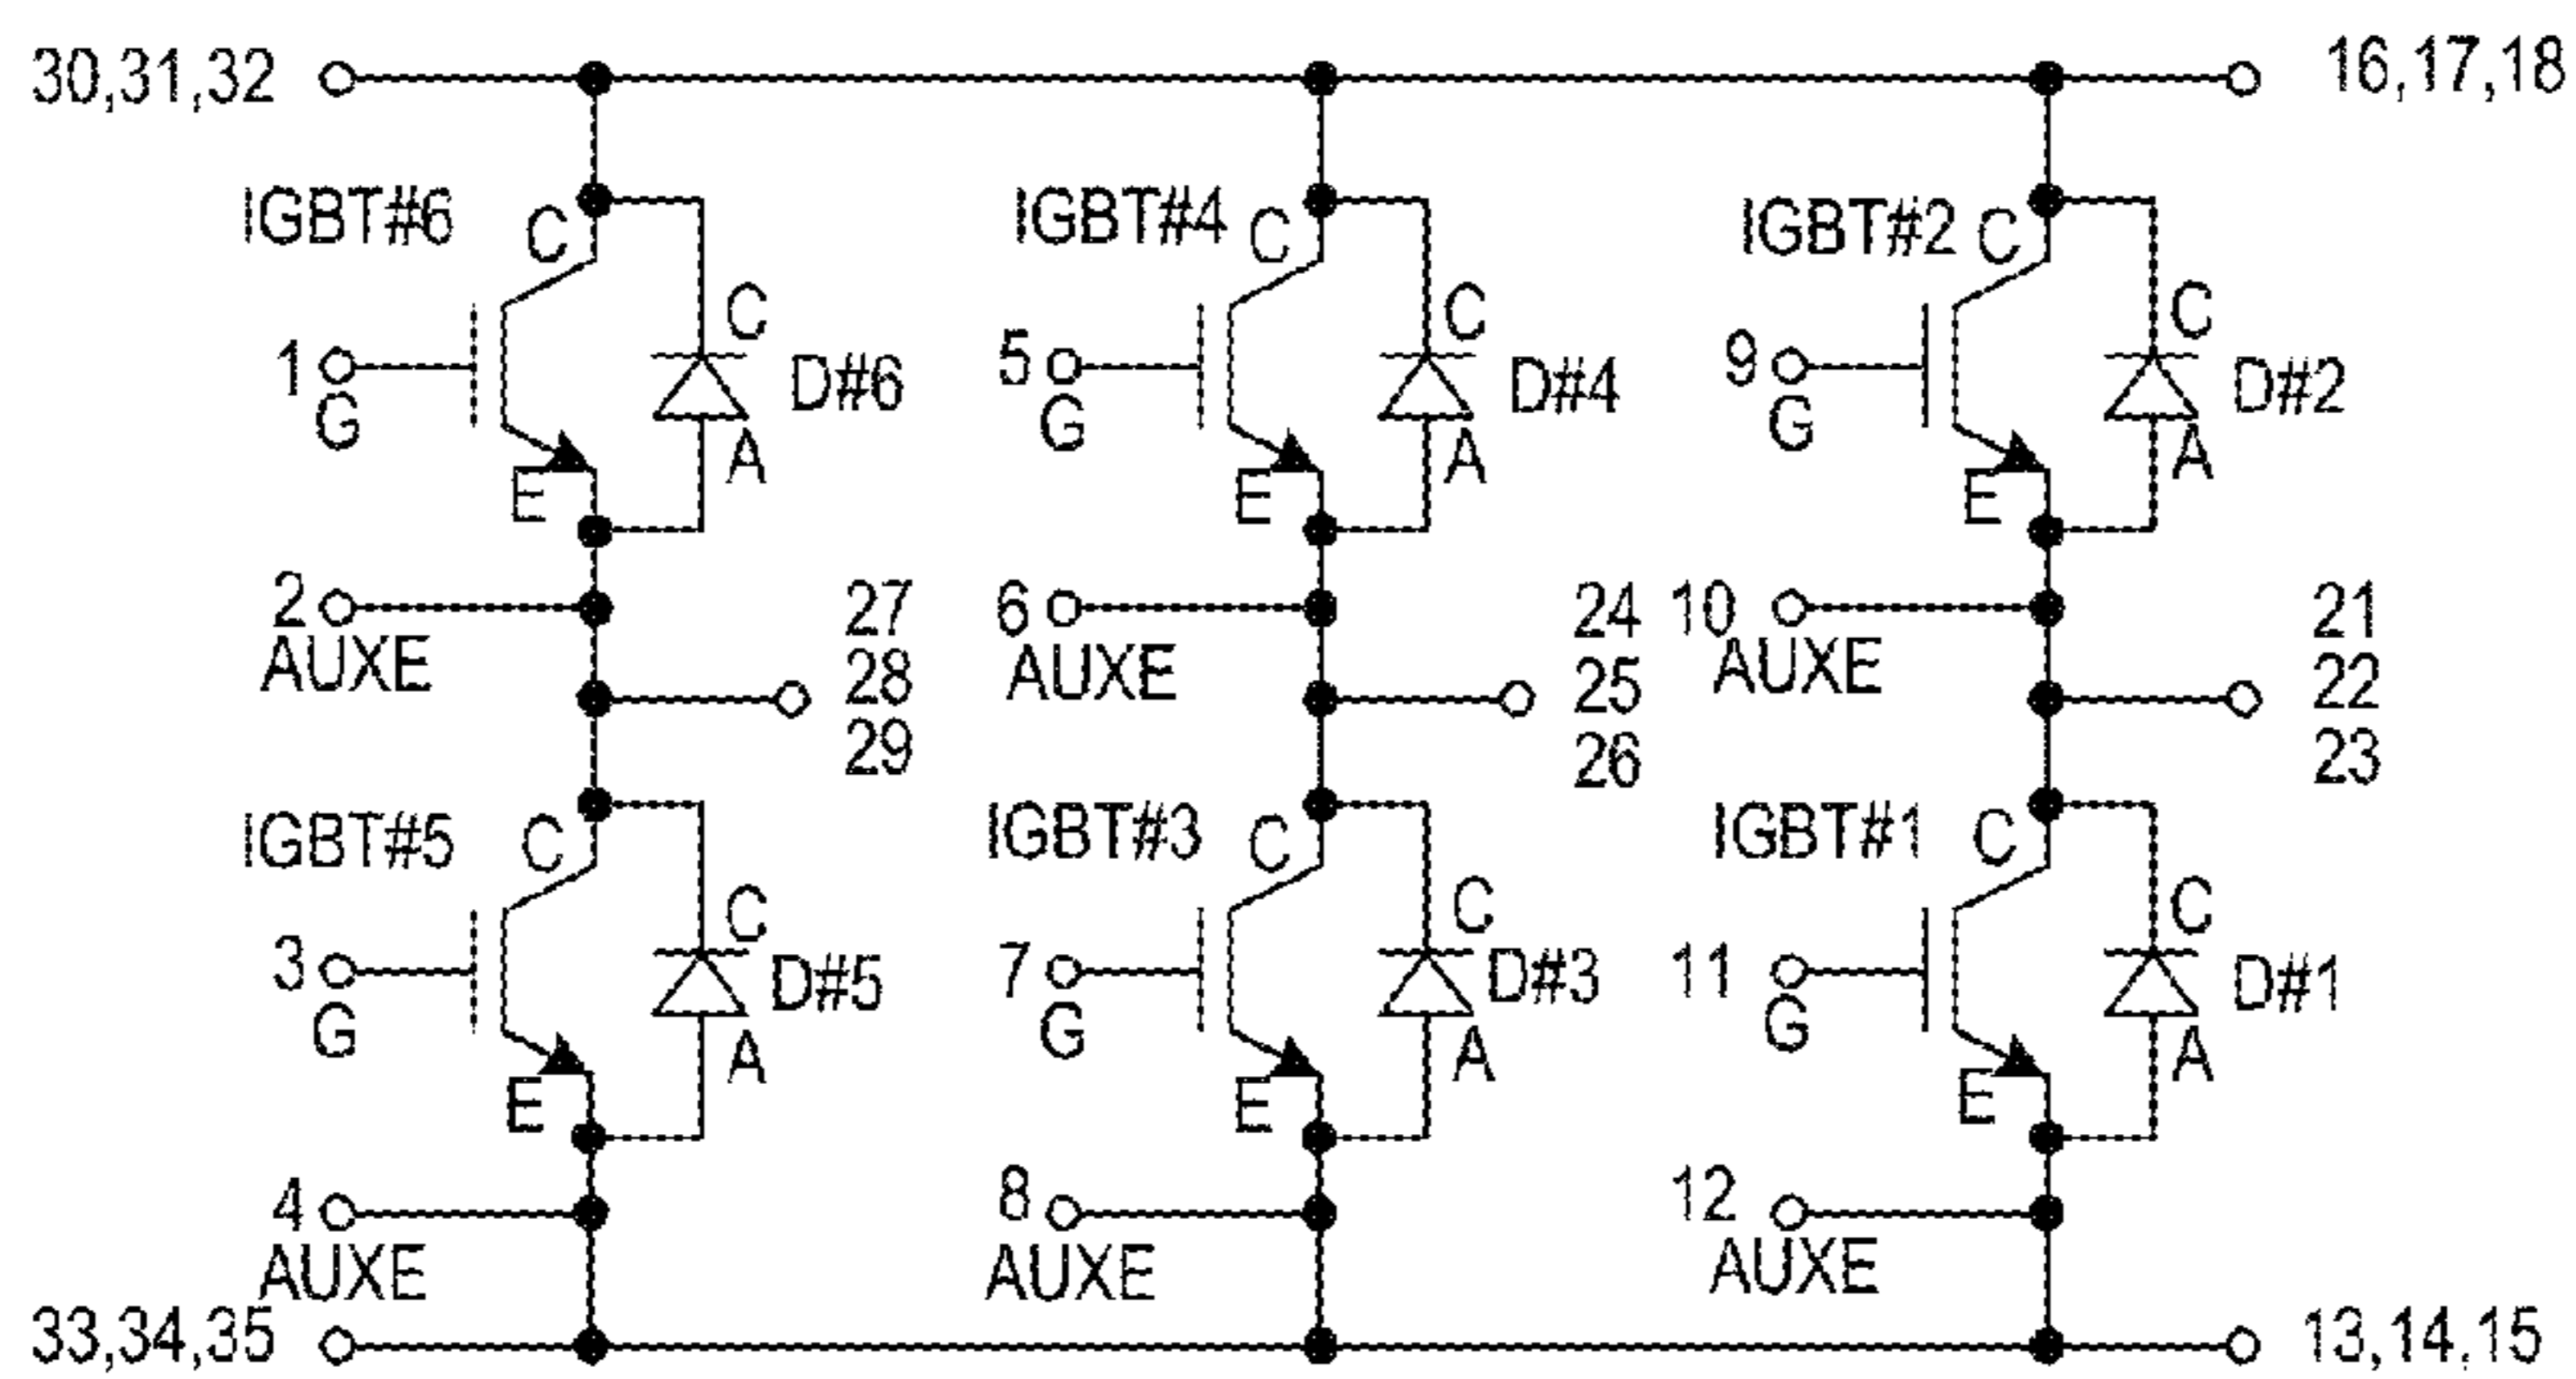 30,31,32
16,17,18
IGBT#6
C
IGBT#4
C
IGBT#2
C
C
C
C
1
D#6
5
D#4
9
D#2
G
G
G
A
A
A
E
E
E
2
27
6
24
10
21
AUXE
28
AUXE
25
AUXE
22
29
26
23
IGBT#5
C
IGBT#3
C
IGBT#1
C
C
C
C
3
D#5
7
D#3
11
D#1
G
G
G
A
A
A
E
E
E
4
8
12
AUXE
AUXE
AUXE
33,34,35
13,14,15